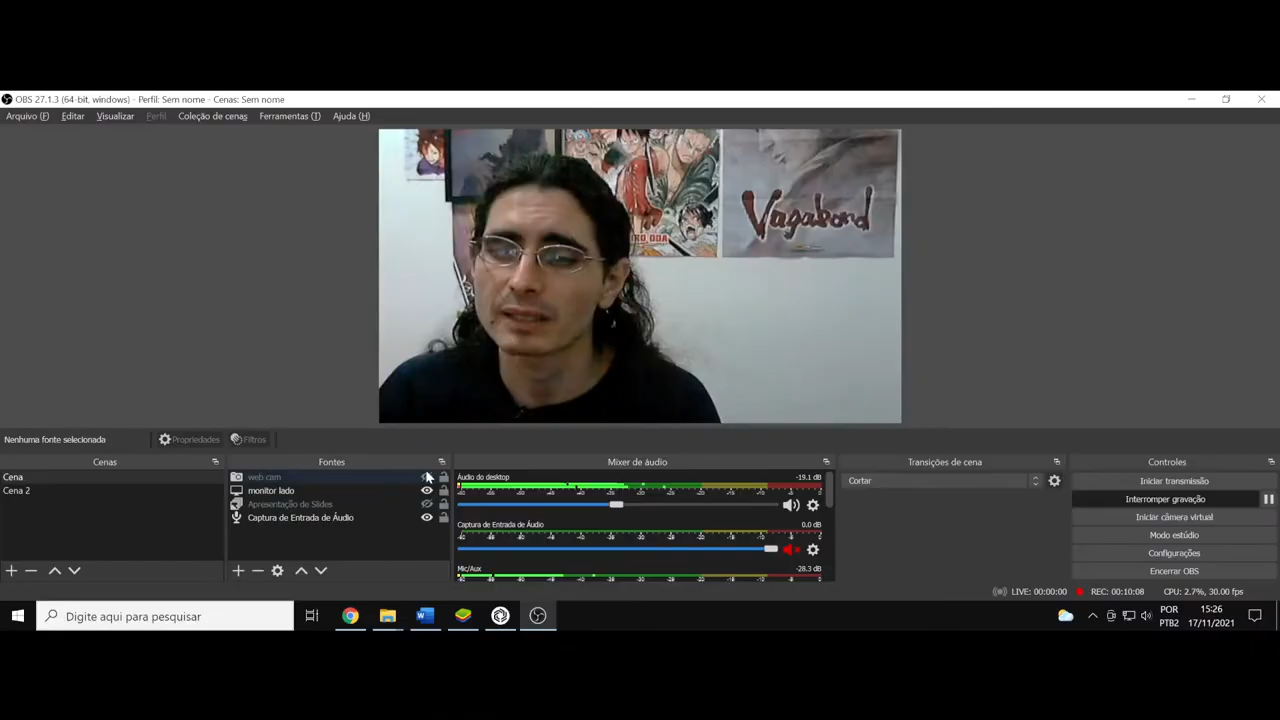 OBS 27.1.3 (64-bit, windows) - Perfil: Sem nome - Cenas: Sem nome
Arquivo (F) Editar Visualizar Perfil Coleção de cenas Ferramentas (T) Ajuda (H)
Vagabond
ODA
Nenhuma fonte selecionada Propriedades Filtros
Cenas
Cena
Cena 2
Fontes
web cam
monitor lado
Apresentação de Slides
Captura de Entrada de Áudio
Mixer de áudio
Áudio do desktop -19.1 dB
Captura de Entrada de Áudio 0.0 dB
Mic/Aux -28.3 dB
Transições de cena
Cortar
Controles
Iniciar transmissão
Interromper gravação
Iniciar câmera virtual
Modo estúdio
Configurações
Encerrar OBS
LIVE: 00:00:00 REC: 00:10:08 CPU: 2.7%, 30.00 fps
Digite aqui para pesquisar
POR
PTB2
15:26
17/11/2021